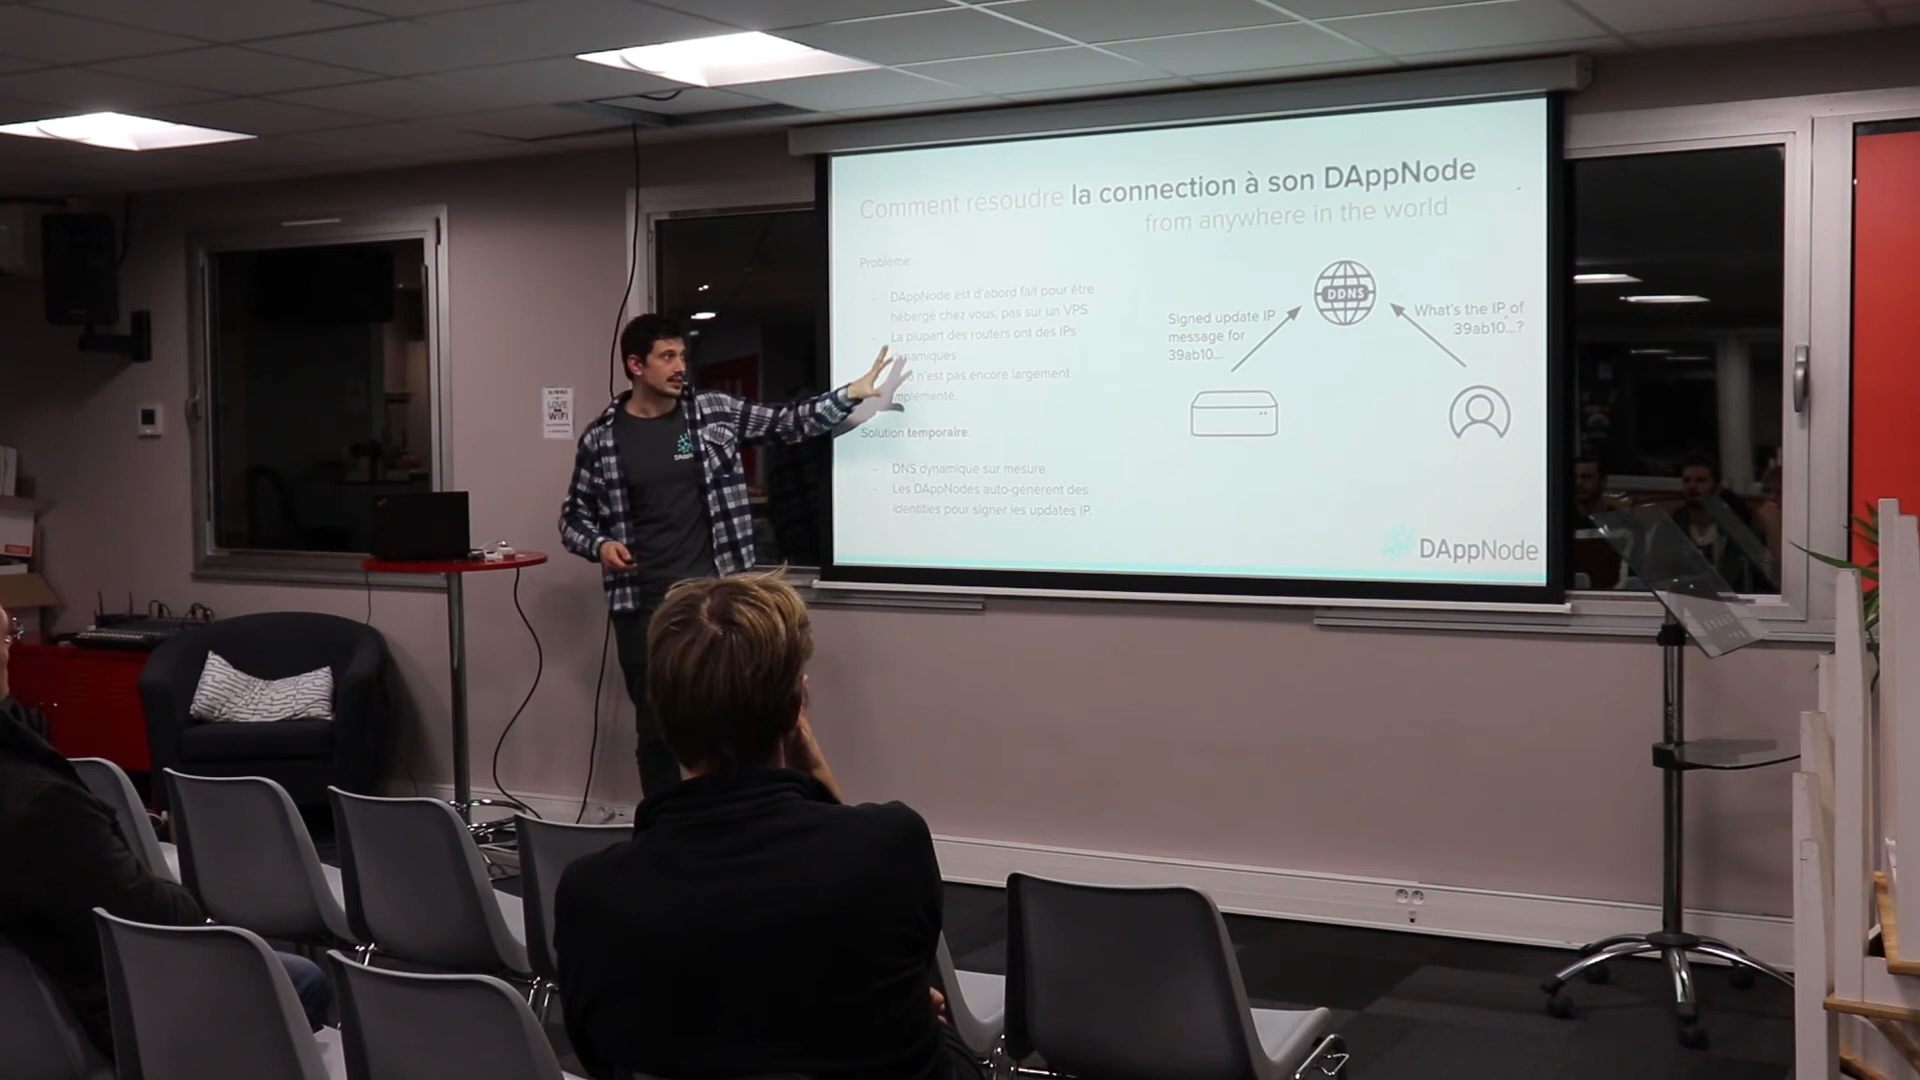 Comment résoudre la connection à son DAppNode
from anywhere in the world
Problème:
- DAppNode est d'abord fait pour être
hébergé chez vous, pas sur un VPS
- La plupart des routers ont des IPs
namiques
n'est pas encore largement
mplementé.
Solution temporaire.
- DNS dynamique sur mesure
- Les DAppNodes auto-génèrent des
identities pour signer les updates IP.
DDNS
Signed update IP
message for
39ab10...
What's the IP of
39ab10...?
DAppNode
LOVE
WIFI